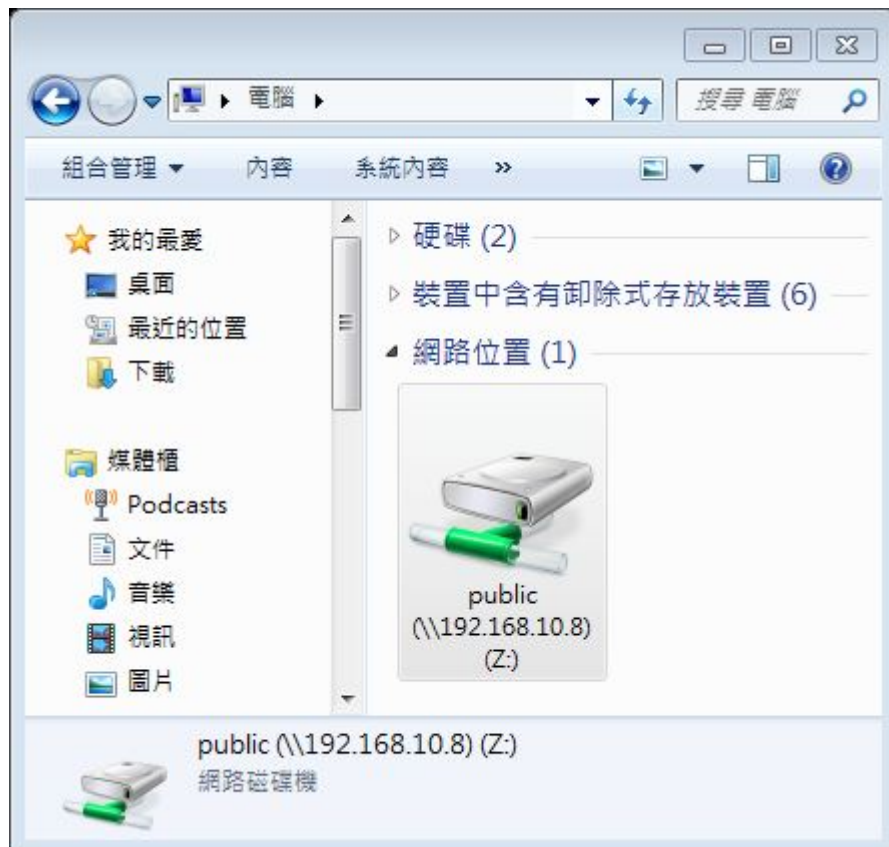 電腦
搜尋 電腦
組合管理
內容
系統內容
»
我的最愛
桌面
最近的位置
下載
媒體櫃
Podcasts
文件
音樂
視訊
圖片
硬碟 (2)
裝置中含有卸除式存放裝置 (6)
網路位置 (1)
public
(\\192.168.10.8)
(Z:)
public (\\192.168.10.8) (Z:)
網路磁碟機